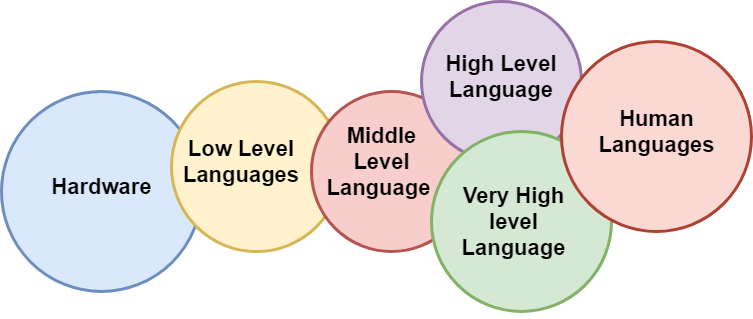 Hardware
Low Level
Languages
Middle
Level
Language
High Level
Language
Very High
level
Language
Human
Languages